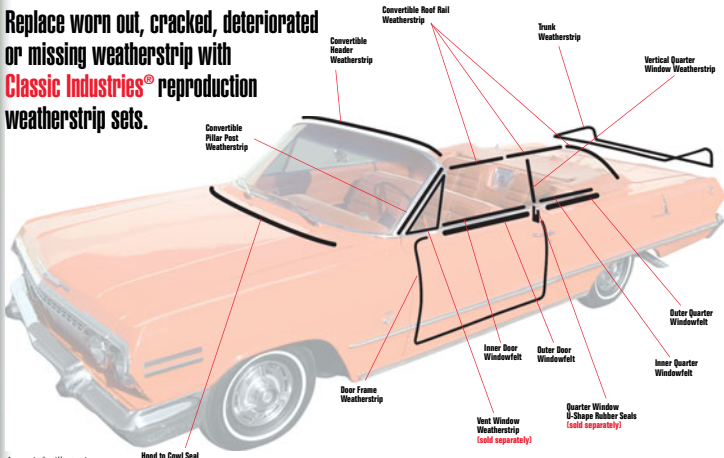 Replace worn out, cracked, deteriorated
or missing weatherstrip with
Classic Industries® reproduction
weatherstrip sets.
Convertible
Header
Weatherstrip
Convertible Roof Rail
Weatherstrip
Trunk
Weatherstrip
Vertical Quarter
Window Weatherstrip
Convertible
Pillar Post
Weatherstrip
Outer Quarter
Windowfelt
Inner Quarter
Windowfelt
Inner Door
Windowfelt
Outer Door
Windowfelt
Door Frame
Weatherstrip
Vent Window
Weatherstrip
(sold separately)
Quarter Window
U-Shape Rubber Seals
(sold separately)
Hood to Cowl Seal